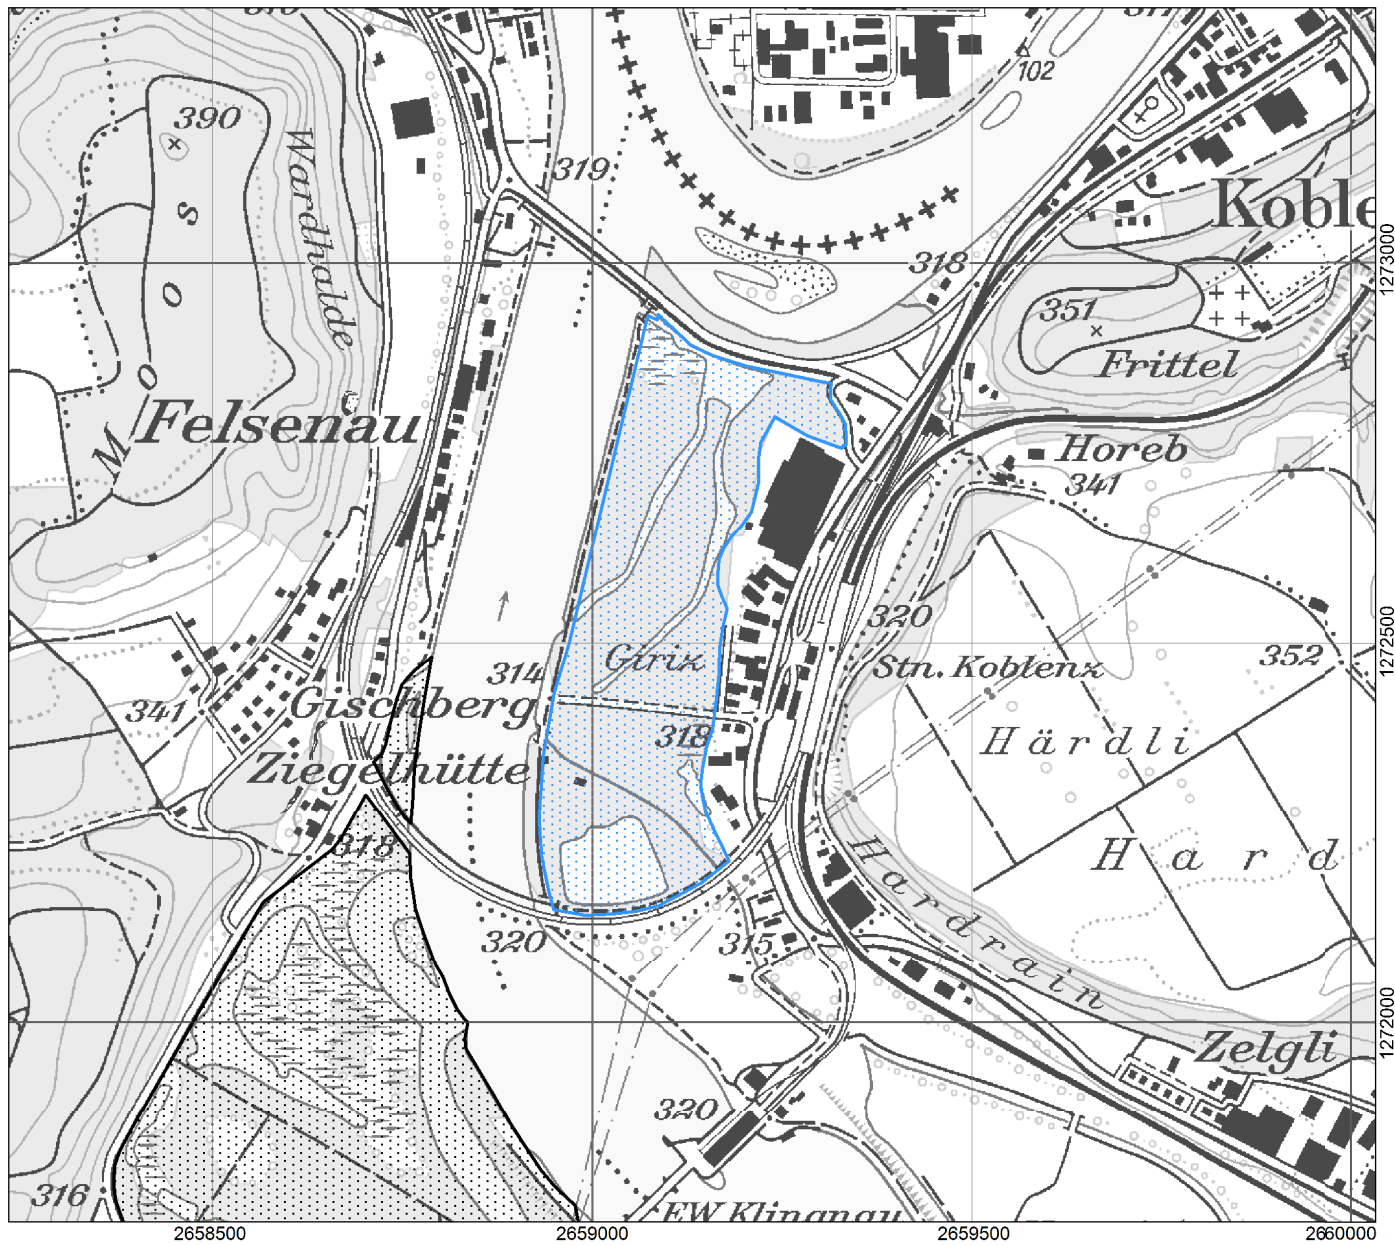 102
390
319
Wardhalde
Koble
318
1273000
351
Frittel
MOOS
Felsenau
Horeb
341
320
1272500
314
Girix
Stn. Koblenz
352
341
Gischberg
318
Härdli
Ziegelhütte
318
Hard
Hardrain
320
315
1272000
Zelgli
320
316
EW Klingnau
2658500
2659000
2659500
2660000